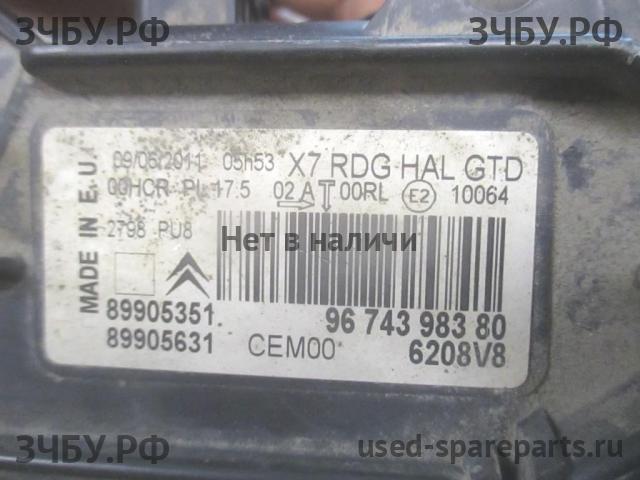 ЗЧБУ.РФ ЗЧБУ.РФ
09/06/2011 05h53 X7 RDG HAL GTD
00HCR PL 17.5 02 A 00RL E2 10064
2798 PU8
Нет в наличи
MADE IN E.U
89905351 96 743 983 80
89905631 CEM00 6208V8
ЗЧБУ.РФ used-spareparts.ru